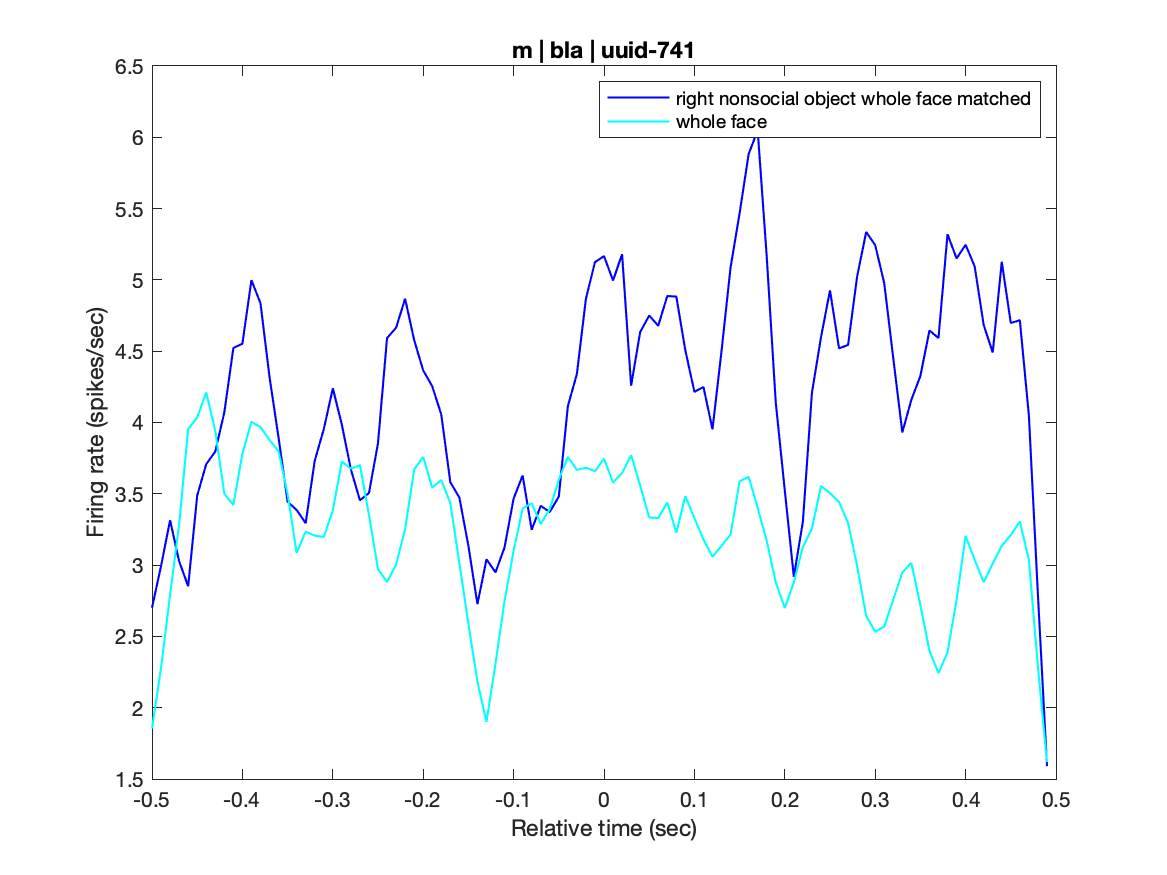 m | bla | uuid-741
right nonsocial object whole face matched
whole face
Firing rate (spikes/sec)
6.5
6
5.5
5
4.5
4
3.5
3
2.5
2
1.5
-0.5 -0.4 -0.3 -0.2 -0.1 0 0.1 0.2 0.3 0.4 0.5
Relative time (sec)